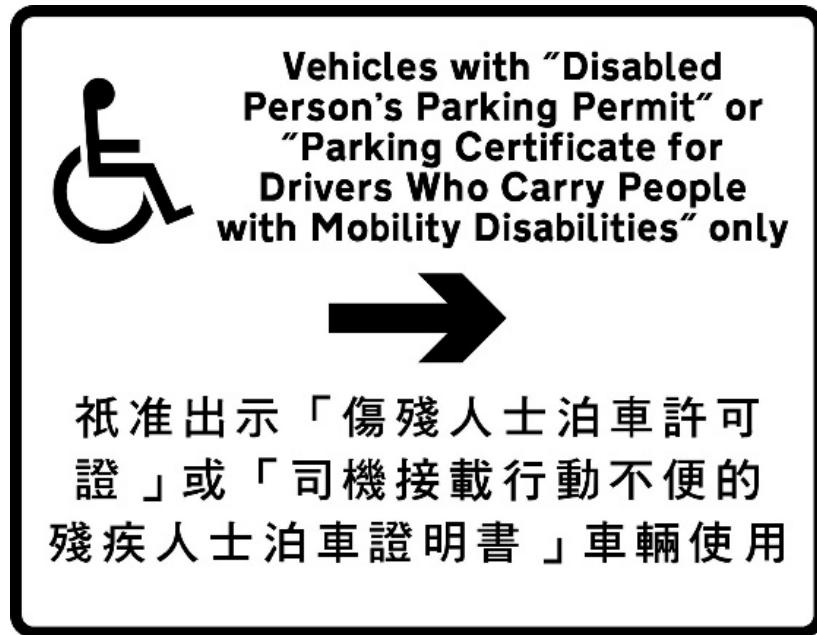 Vehicles with ″Disabled
Person's Parking Permit″ or
″Parking Certificate for
Drivers Who Carry People
with Mobility Disabilities″ only
祇准出示「傷殘人士泊車許可
證」或「司機接載行動不便的
殘疾人士泊車證明書」車輛使用